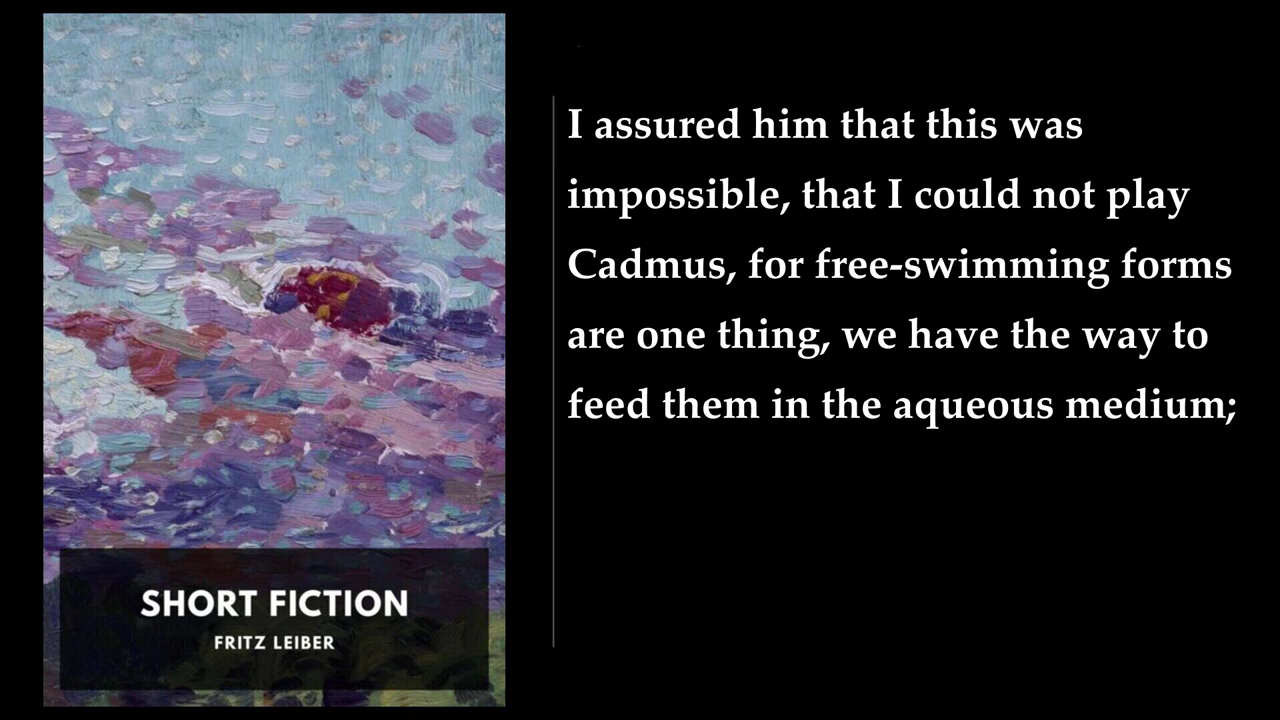 I assured him that this was
impossible, that I could not play
Cadmus, for free-swimming forms
are one thing, we have the way to
feed them in the aqueous medium;
SHORT FICTION
FRITZ LEIBER